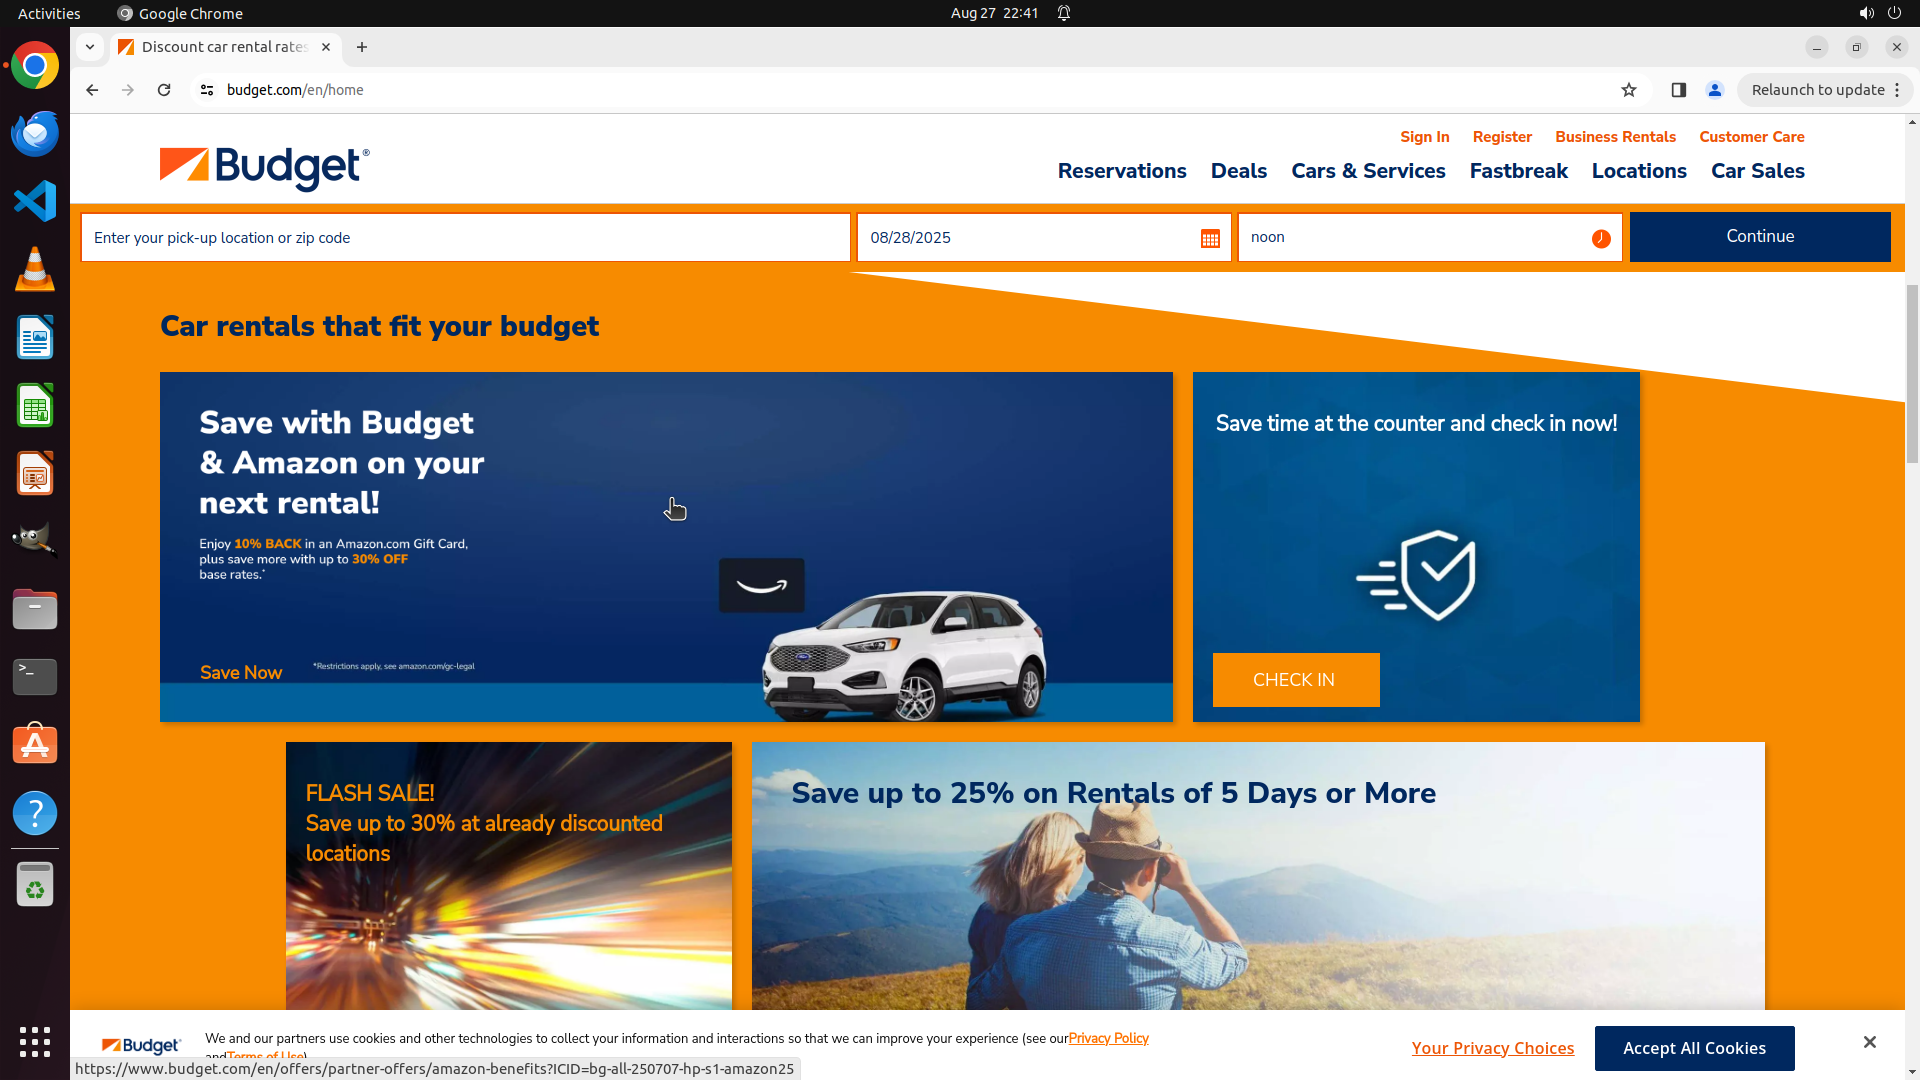 Activities
Google Chrome
Aug 27 22:41
Discount car rental rates
budget.com/en/home
Relaunch to update
Sign In
Register
Business Rentals
Customer Care
Budget®
Reservations
Deals
Cars & Services
Fastbreak
Locations
Car Sales
Enter your pick-up location or zip code
08/28/2025
noon
Continue
Car rentals that fit your budget
Save with Budget
& Amazon on your
next rental!
Enjoy 10% BACK in an Amazon.com Gift Card,
plus save more with up to 30% OFF
base rates.*
Save Now
*Restrictions apply, see amazon.com/gc-legal
Save time at the counter and check in now!
CHECK IN
FLASH SALE!
Save up to 30% at already discounted
locations
Save up to 25% on Rentals of 5 Days or More
Budget
We and our partners use cookies and other technologies to collect your information and interactions so that we can improve your experience (see our Privacy Policy
and Terms of Use)
Your Privacy Choices
Accept All Cookies
https://www.budget.com/en/offers/partner-offers/amazon-benefits?ICID=bg-all-250707-hp-s1-amazon25